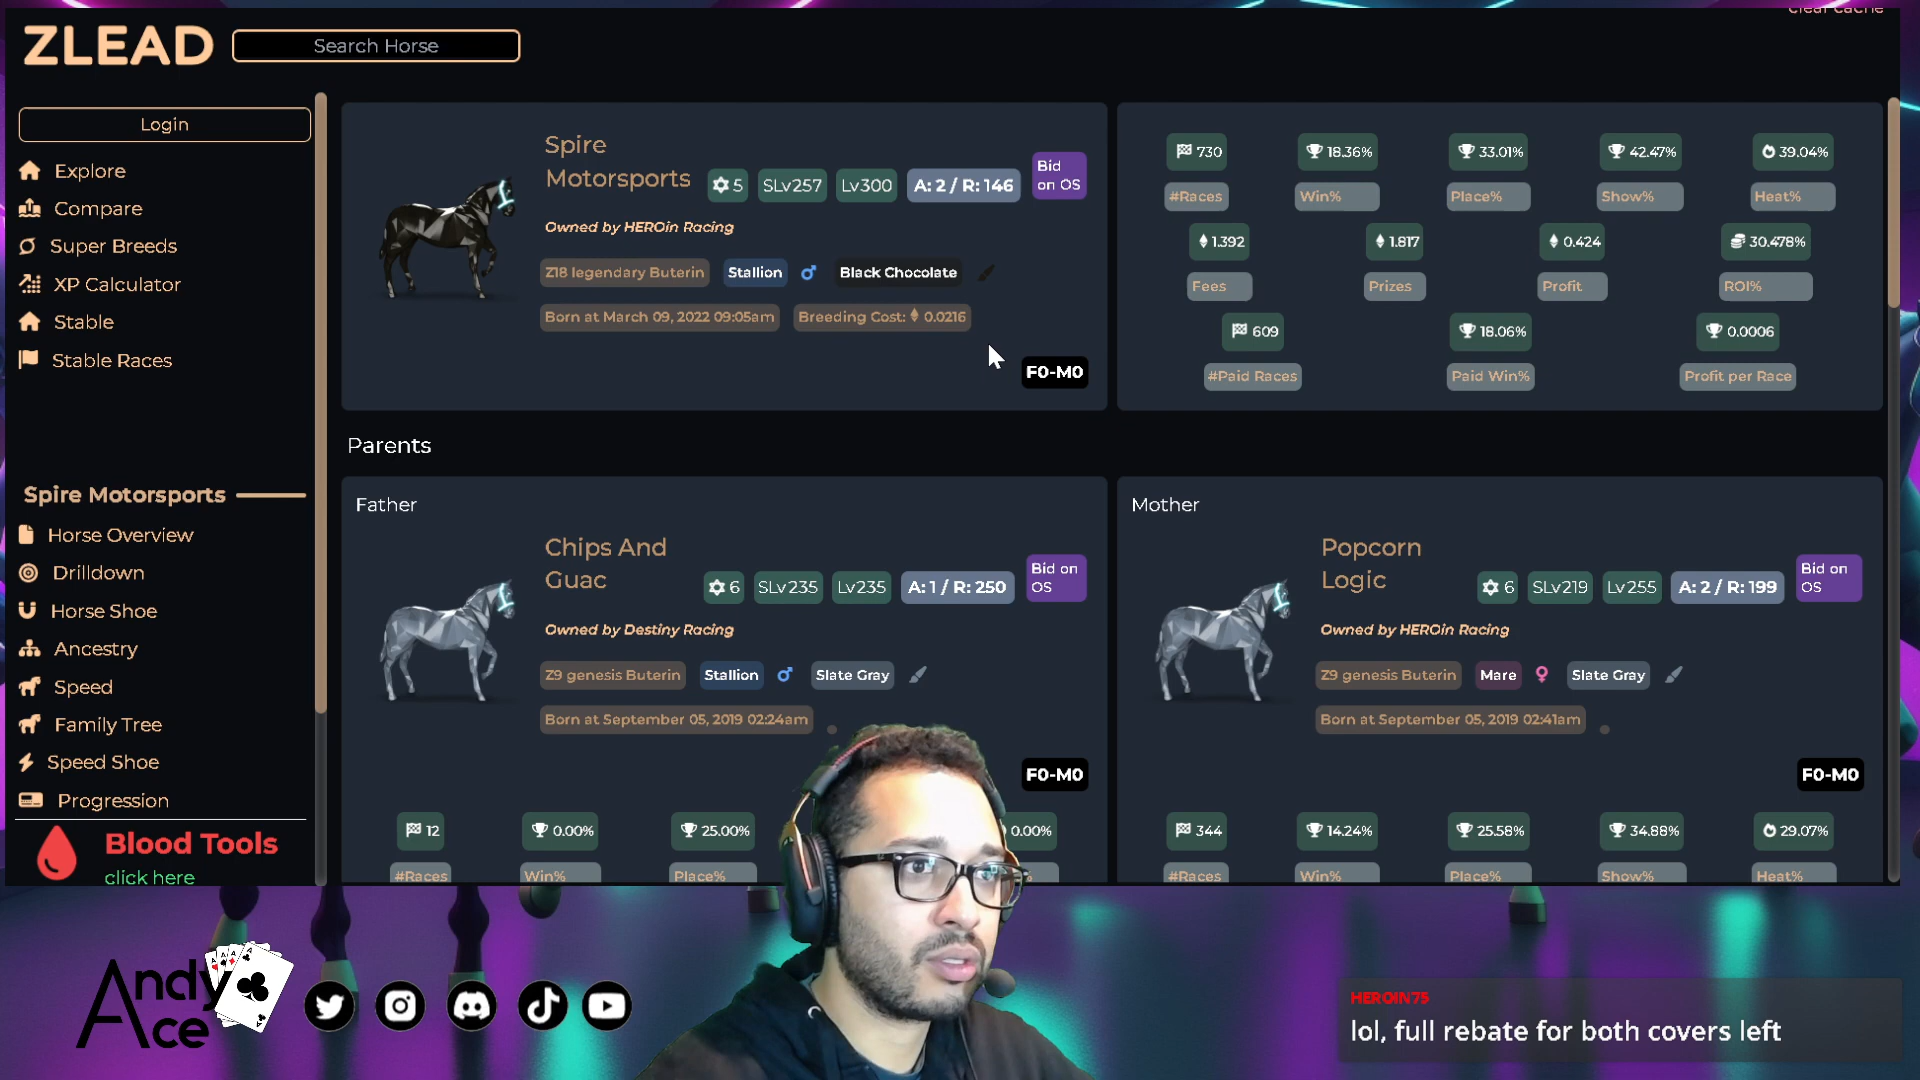 Clear Cache
ZLEAD
Search Horse
Login
Explore
Compare
Super Breeds
XP Calculator
Stable
Stable Races
Spire Motorsports
Horse Overview
Drilldown
Horse Shoe
Ancestry
Speed
Family Tree
Speed Shoe
Progression
Blood Tools
click here
Spire
Motorsports
5
SLv257
Lv300
A: 2 / R: 146
Bid
on OS
Owned by HEROin Racing
Z18 legendary Buterin
Stallion
Black Chocolate
Born at March 09, 2022 09:05am
Breeding Cost: 0.0216
F0-M0
730
18.36%
33.01%
42.47%
39.04%
#Races
Win%
Place%
Show%
Heat%
1.392
1.817
0.424
30.478%
Fees
Prizes
Profit
ROI%
609
18.06%
0.0006
#Paid Races
Paid Win%
Profit per Race
Parents
Father
Chips And
Guac
6
SLv235
Lv235
A: 1 / R: 250
Bid on
OS
Owned by Destiny Racing
Z9 genesis Buterin
Stallion
Slate Gray
Born at September 05, 2019 02:24am
F0-M0
12
0.00%
25.00%
0.00%
#Races
Win%
Place%
%
Mother
Popcorn
Logic
6
SLv219
Lv255
A: 2 / R: 199
Bid on
OS
Owned by HEROin Racing
Z9 genesis Buterin
Mare
Slate Gray
Born at September 05, 2019 02:41am
F0-M0
344
14.24%
25.58%
34.88%
29.07%
#Races
Win%
Place%
Show%
Heat%
Andy
Ace
HEROIN75
lol, full rebate for both covers left